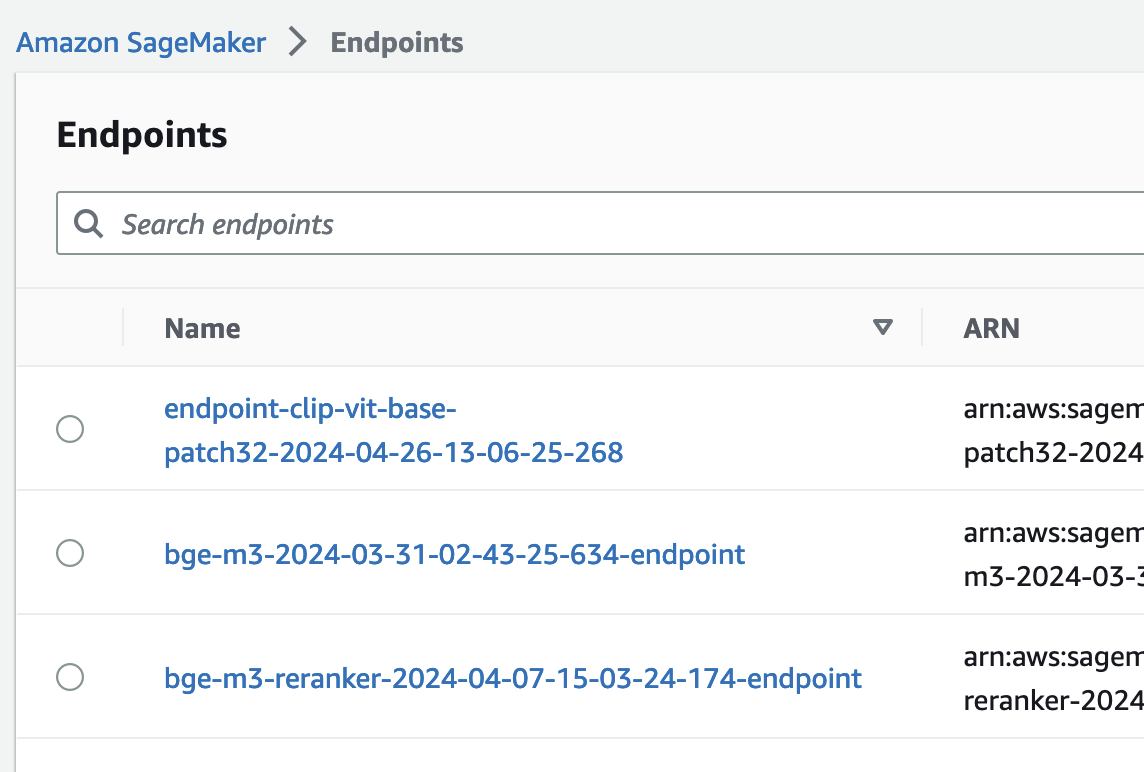 Amazon SageMaker > Endpoints
Endpoints
Search endpoints
Name ARN
endpoint-clip-vit-base-
patch32-2024-04-26-13-06-25-268
arn:aws:sagem
patch32-2024
bge-m3-2024-03-31-02-43-25-634-endpoint
arn:aws:sagem
m3-2024-03-3
bge-m3-reranker-2024-04-07-15-03-24-174-endpoint
arn:aws:sagem
reranker-2024